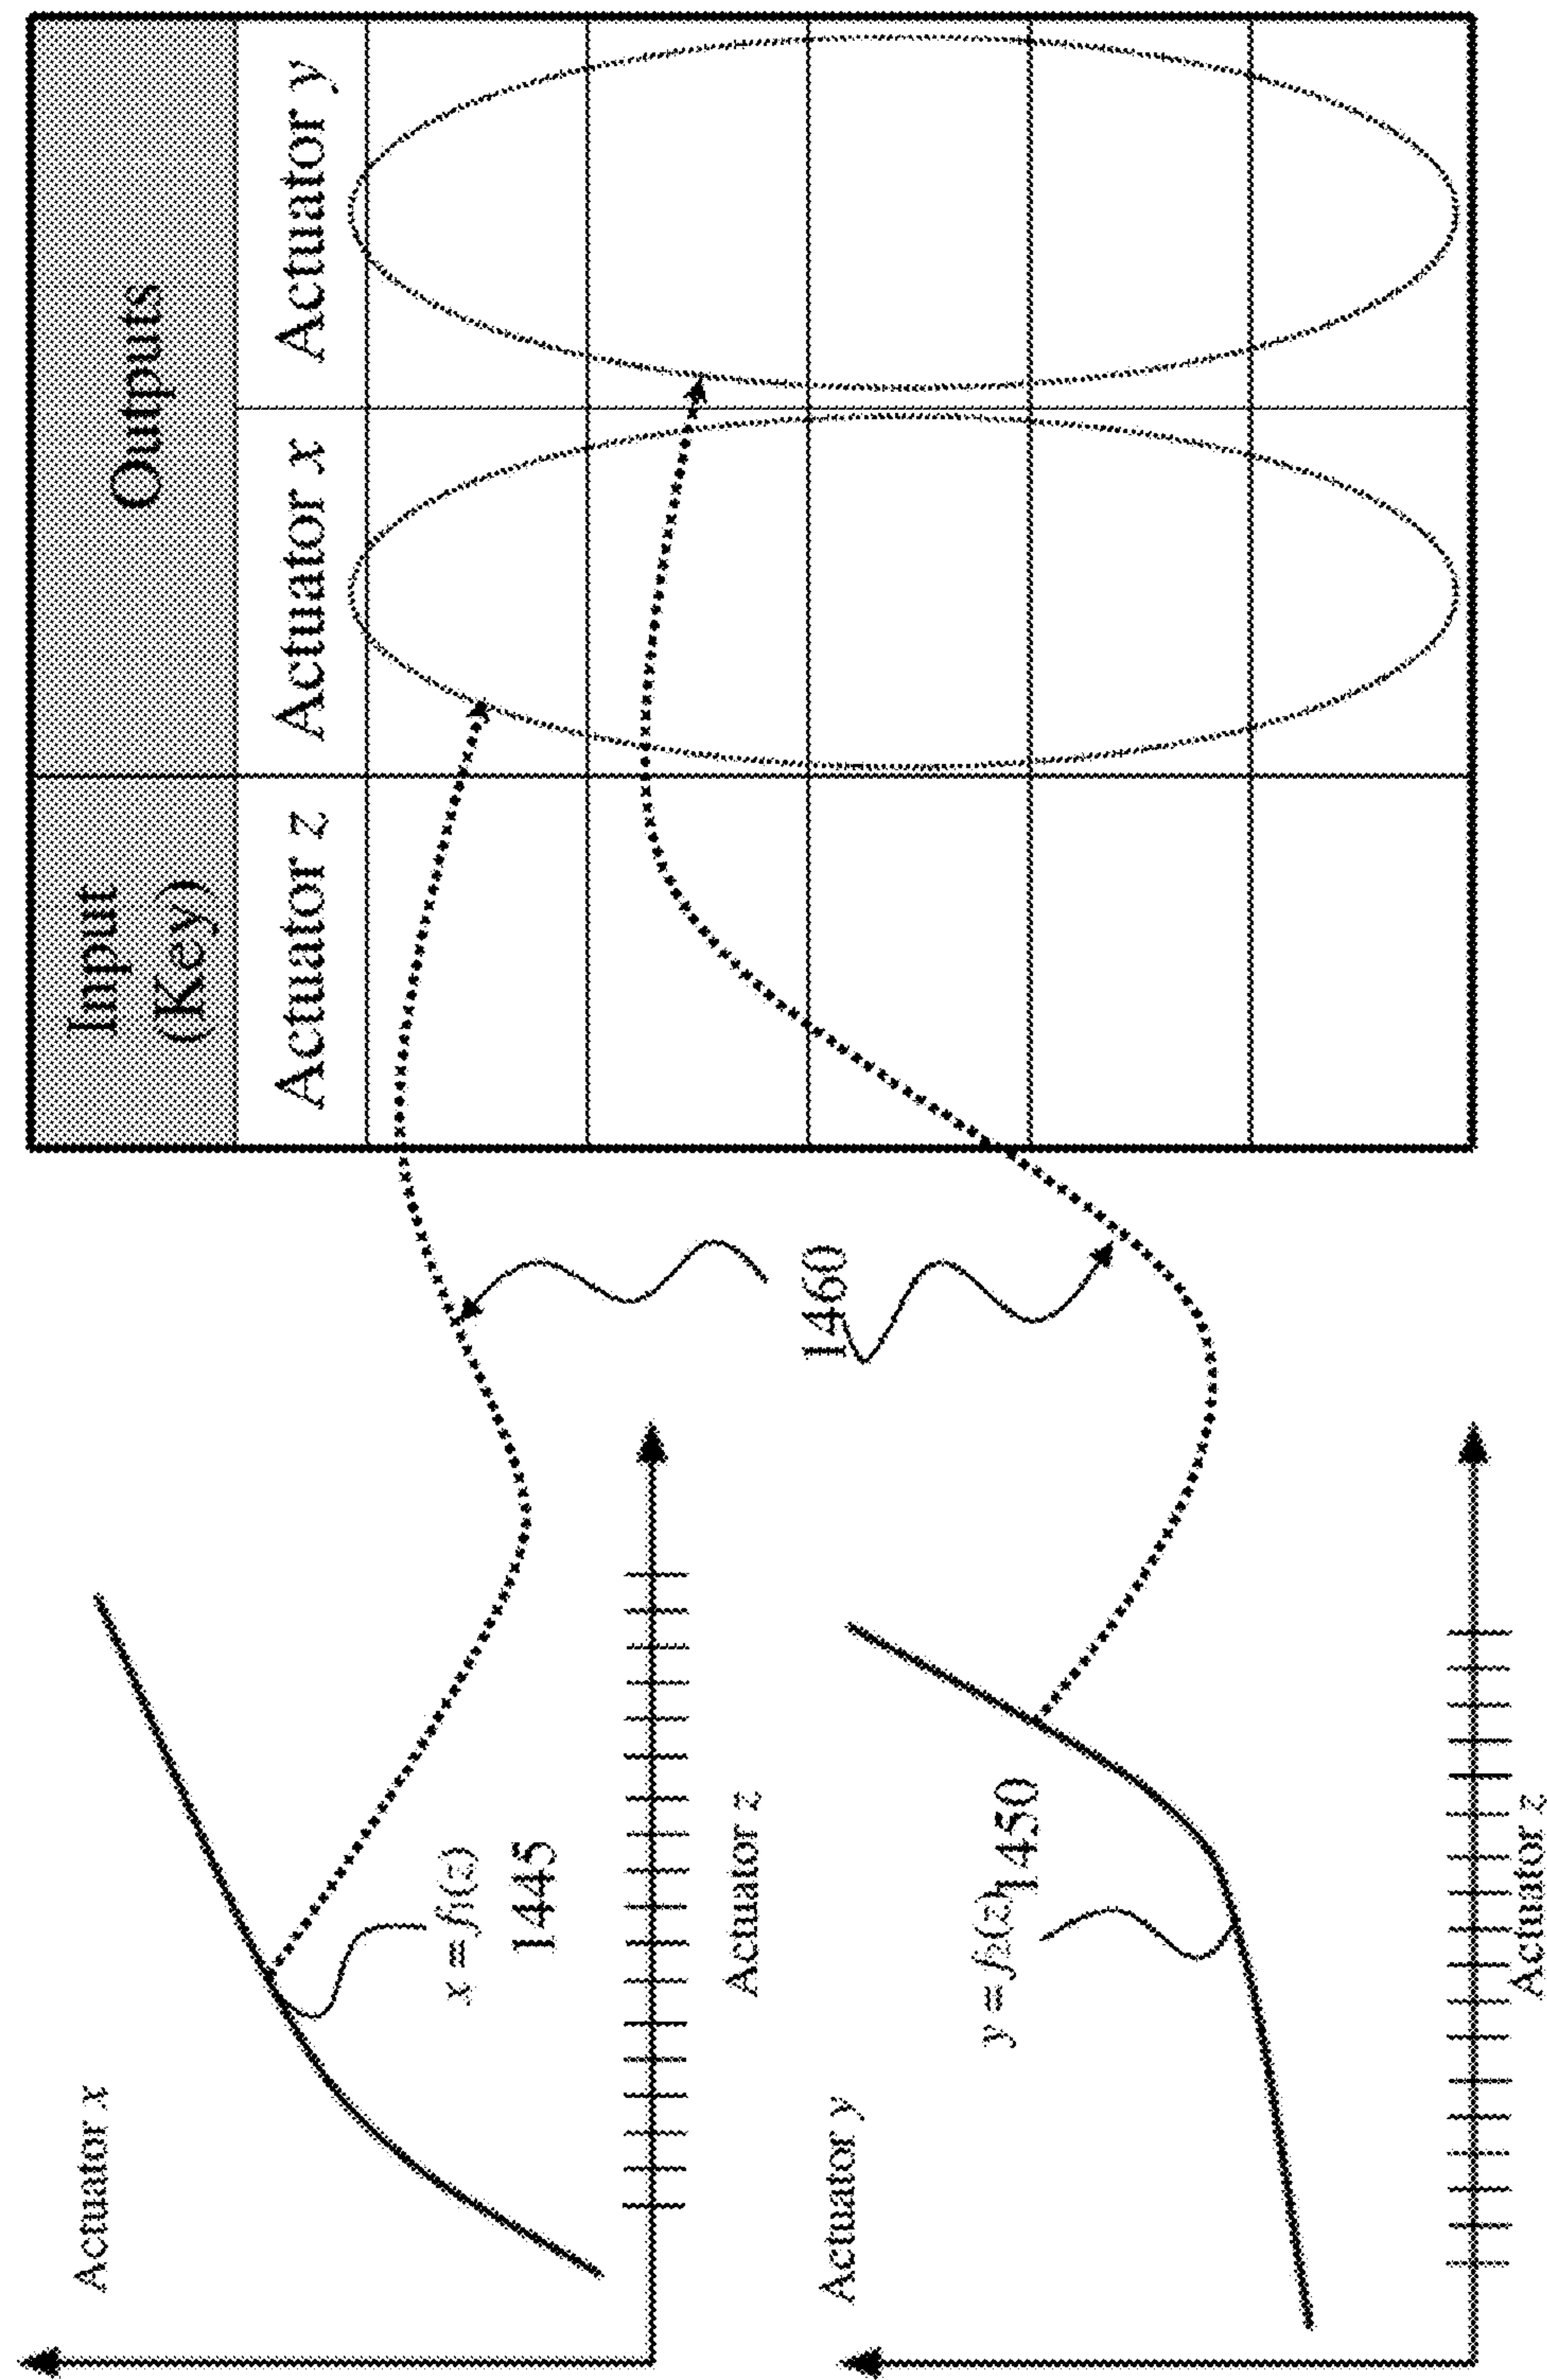 Actuator x
x = f₁(z)
1445
Actuator z
Actuator y
y = f₂(z)
1450
Actuator z
1460
Input
(Key)
Outputs
Actuator z
Actuator x
Actuator y